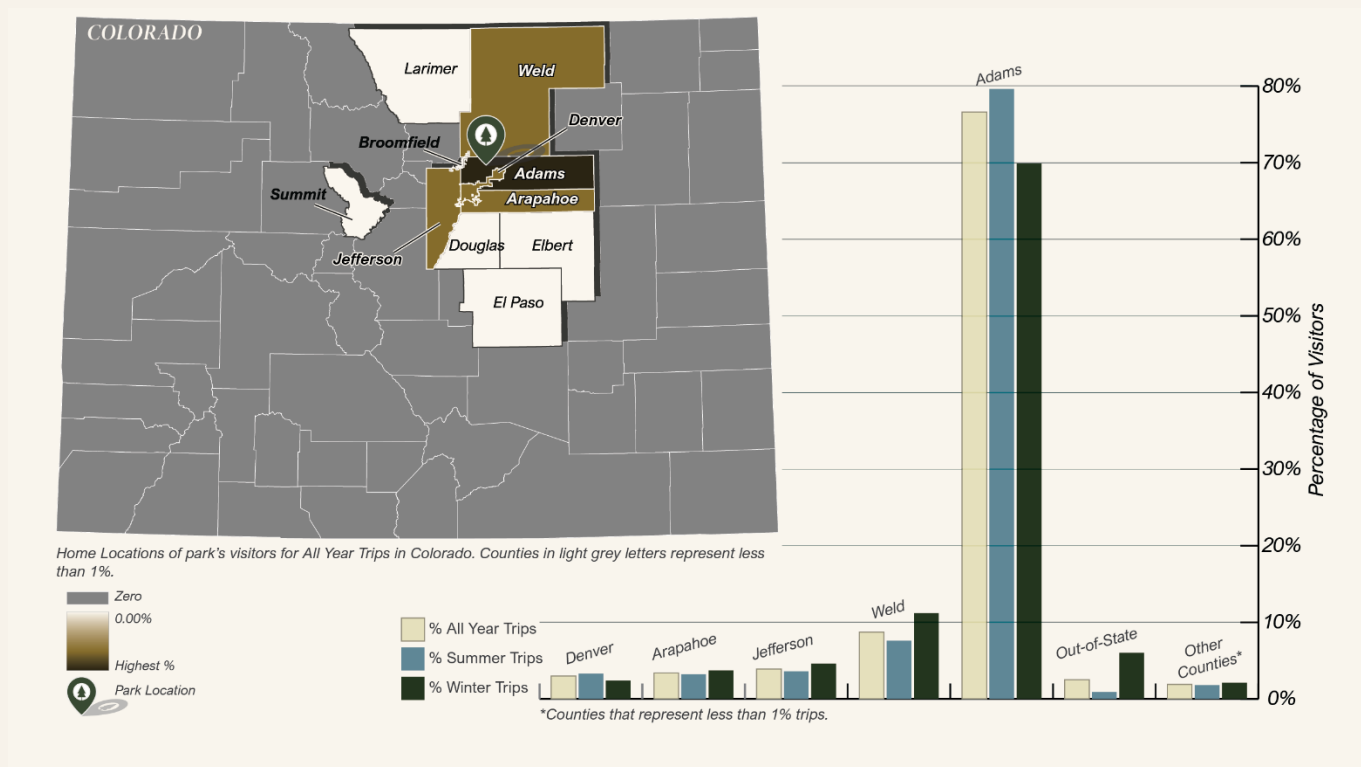 COLORADO
Larimer
Weld
Denver
Broomfield
Adams
Summit
Arapahoe
Douglas
Elbert
Jefferson
El Paso
Home Locations of park's visitors for All Year Trips in Colorado. Counties in light grey letters represent less
than 1%.
Zero
0.00%
Highest %
Park Location
% All Year Trips
% Summer Trips
% Winter Trips
Denver
Arapahoe
Jefferson
Weld
Adams
Out-of-State
Other
Counties*
80%
70%
60%
50%
40%
30%
20%
10%
0%
Percentage of Visitors
*Counties that represent less than 1% trips.